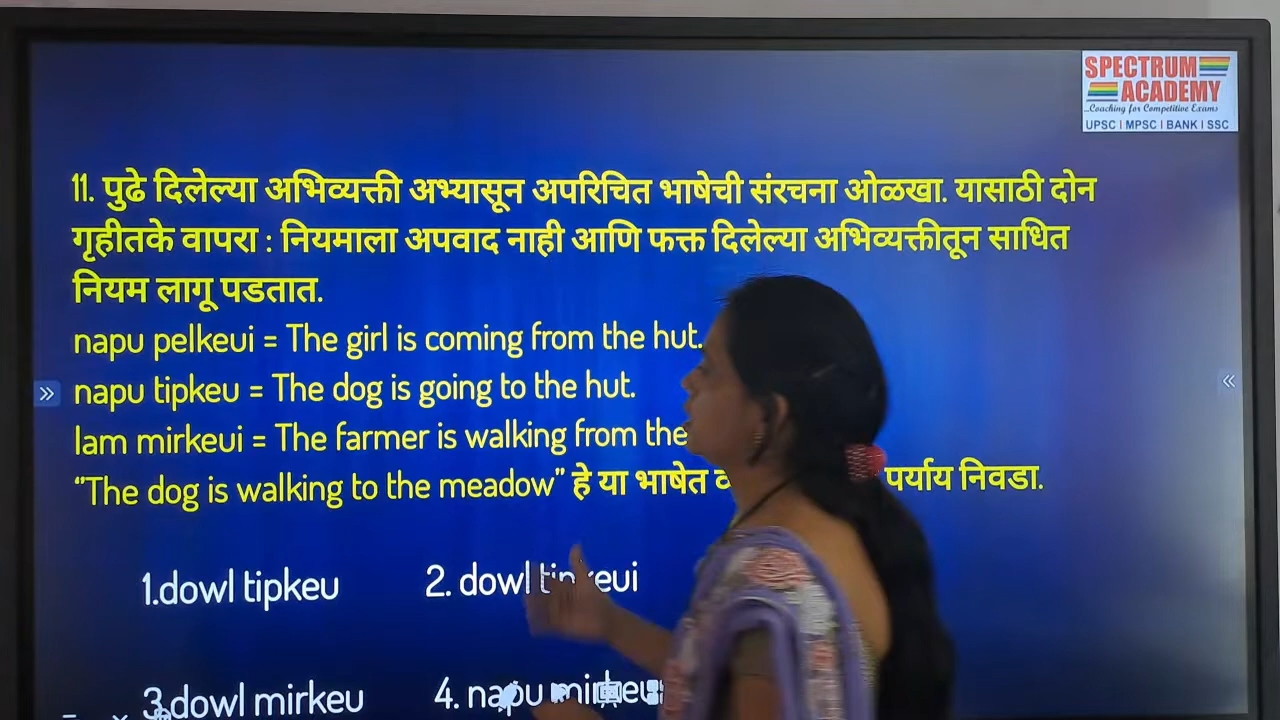 SPECTRUM
ACADEMY
...Coaching for Competitive Exams
UPSC | MPSC | BANK | SSC
11. पुढे दिलेल्या अभिव्यक्ती अभ्यासून अपरिचित भाषेची संरचना ओळखा. यासाठी दोन
गृहीतके वापरा : नियमाला अपवाद नाही आणि फक्त दिलेल्या अभिव्यक्तीतून साधित
नियम लागू पडतात.
napu pelkeui = The girl is coming from the hut.
napu tipkeu = The dog is going to the hut.
lam mirkeui = The farmer is walking from the
"The dog is walking to the meadow" हे या भाषेत पर्याय निवडा.
1.dowl tipkeu 2. dowl
3.dowl mirkeu 4. napu